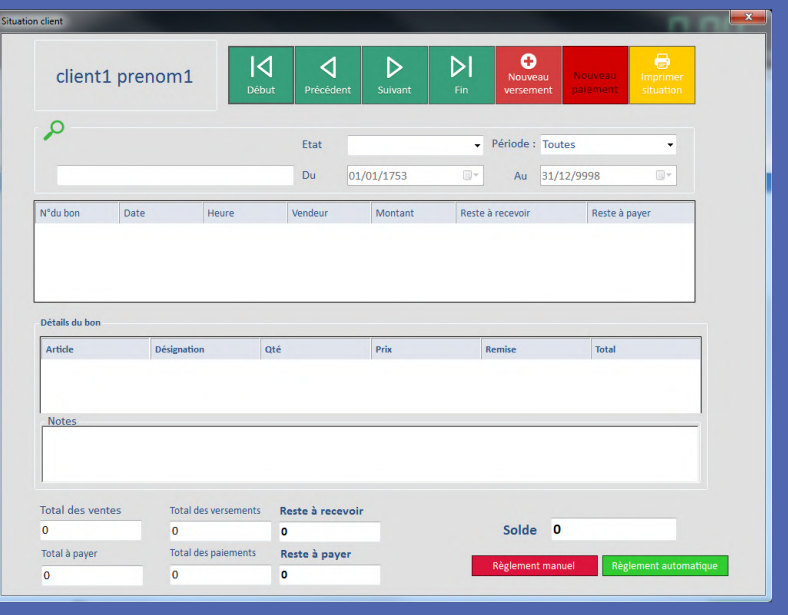 Situation client
client1 prenom1
Début
Précédent
Suivant
Fin
Nouveau
versement
Nouveau
paiement
Imprimer
situation
Etat
Période : Toutes
Du 01/01/1753
Au 31/12/9998
N°du bon Date Heure Vendeur Montant Reste à recevoir Reste à payer
Détails du bon
Article Désignation Qté Prix Remise Total
Notes
Total des ventes Total des versements Reste à recevoir
0 0 0
Solde 0
Total à payer Total des paiements Reste à payer
0 0 0
Règlement manuel Règlement automatique